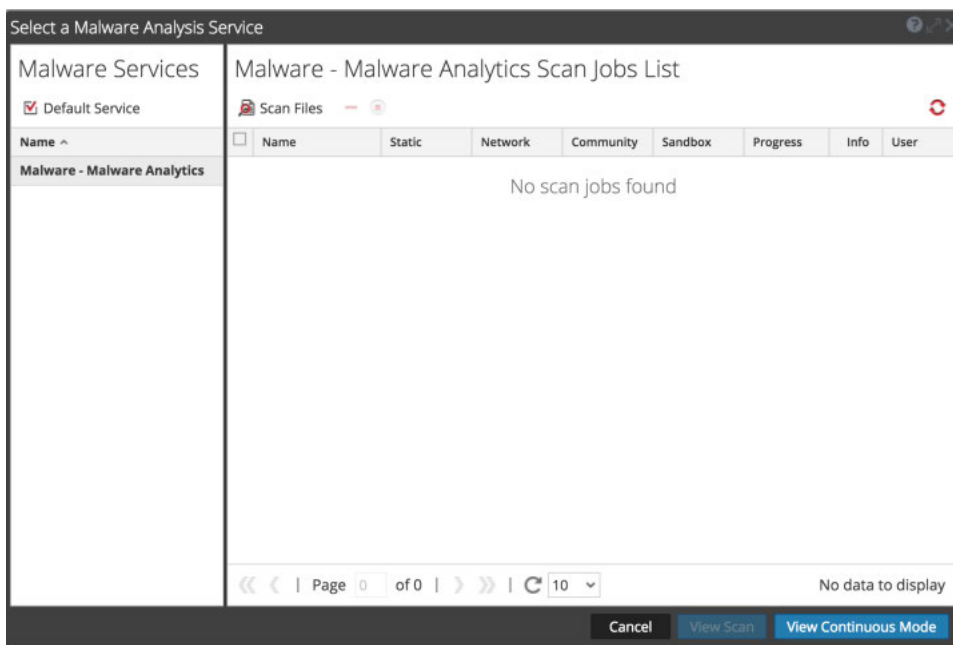 Select a Malware Analysis Service
Malware Services
Default Service
Name
Malware - Malware Analytics
Malware - Malware Analytics Scan Jobs List
Scan Files
Name Static Network Community Sandbox Progress Info User
No scan jobs found
Page 0 of 0 | 10 No data to display
Cancel View Scan View Continuous Mode